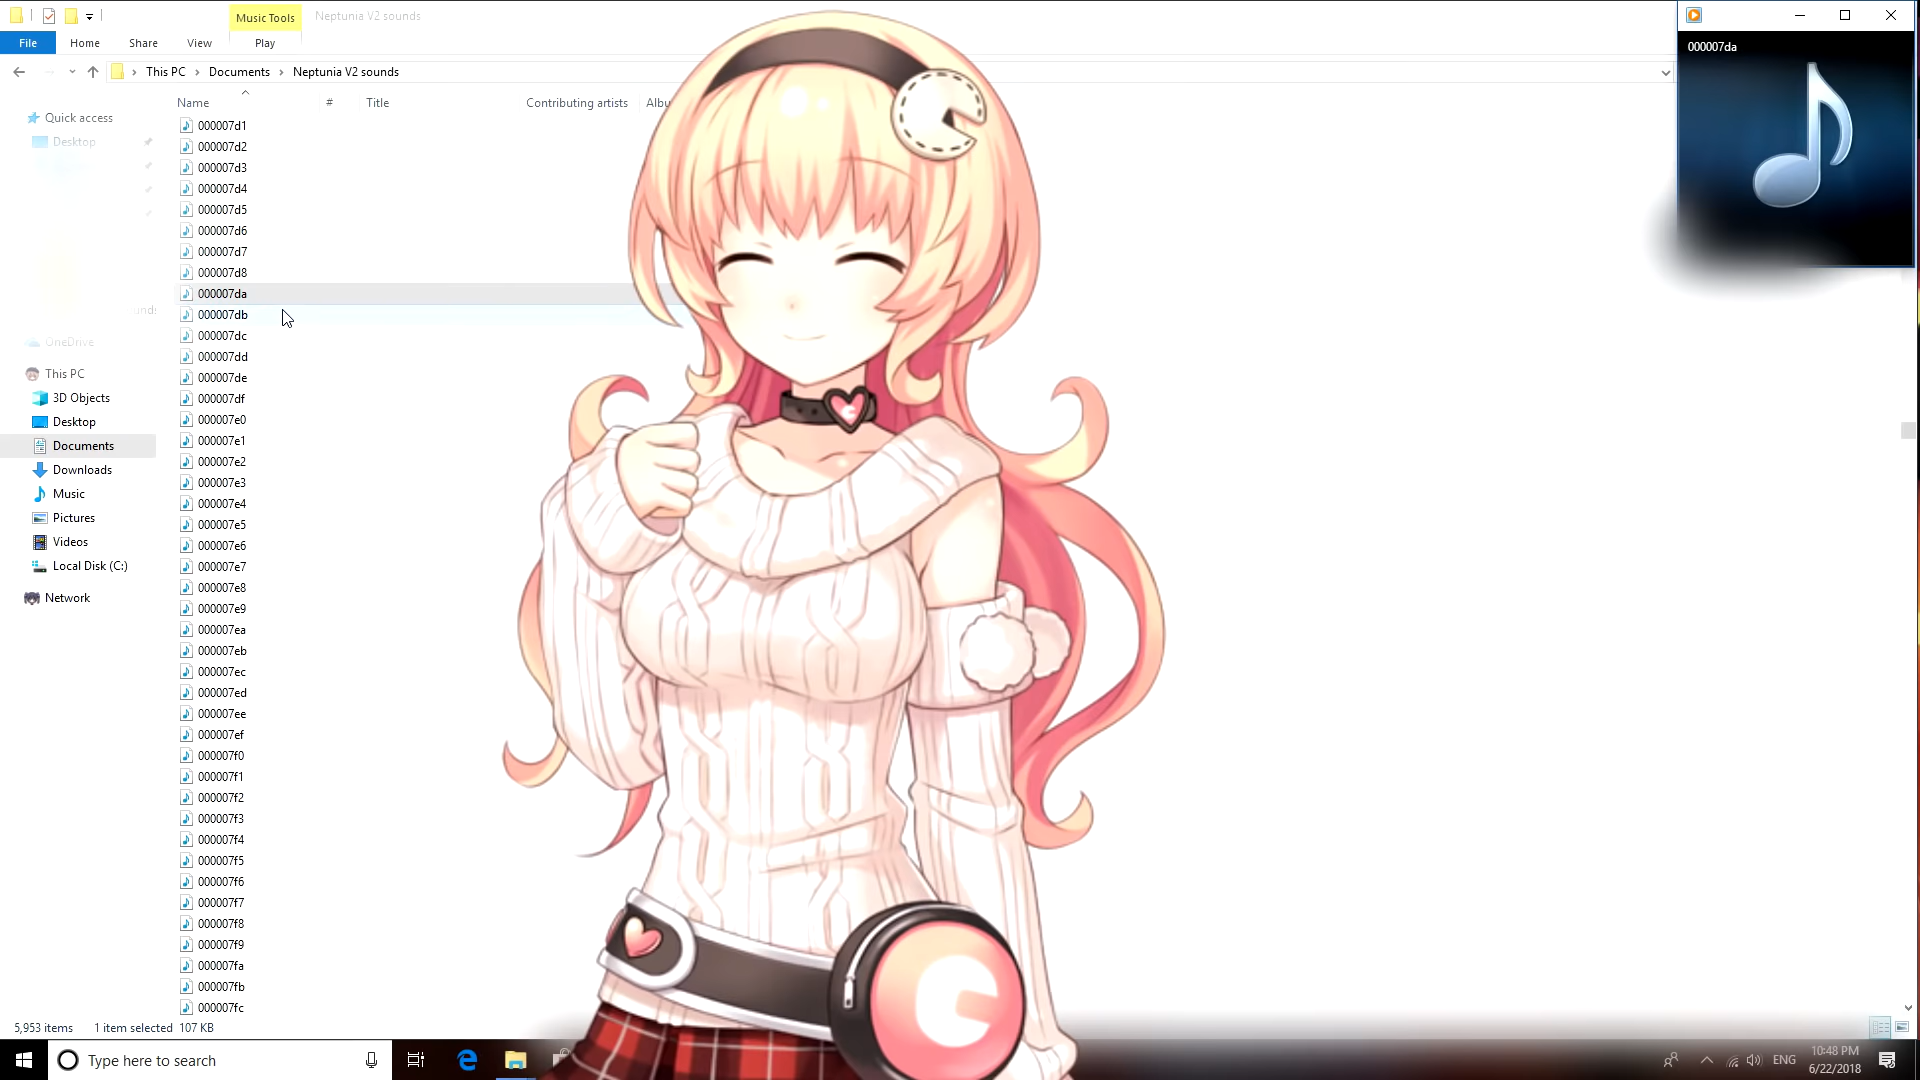 Music Tools
Neptunia V2 sounds
File
Home
Share
View
Play
This PC
Documents
Neptunia V2 sounds
Name
#
Title
Contributing artists
Albu
Quick access
Desktop
OneDrive
This PC
3D Objects
Desktop
Documents
Downloads
Music
Pictures
Videos
Local Disk (C:)
Network
000007d1
000007d2
000007d3
000007d4
000007d5
000007d6
000007d7
000007d8
000007da
000007db
000007dc
000007dd
000007de
000007df
000007e0
000007e1
000007e2
000007e3
000007e4
000007e5
000007e6
000007e7
000007e8
000007e9
000007ea
000007eb
000007ec
000007ed
000007ee
000007ef
000007f0
000007f1
000007f2
000007f3
000007f4
000007f5
000007f6
000007f7
000007f8
000007f9
000007fa
000007fb
000007fc
000007da
5,953 items
1 item selected 107 KB
Type here to search
ENG
10:48 PM
6/22/2018